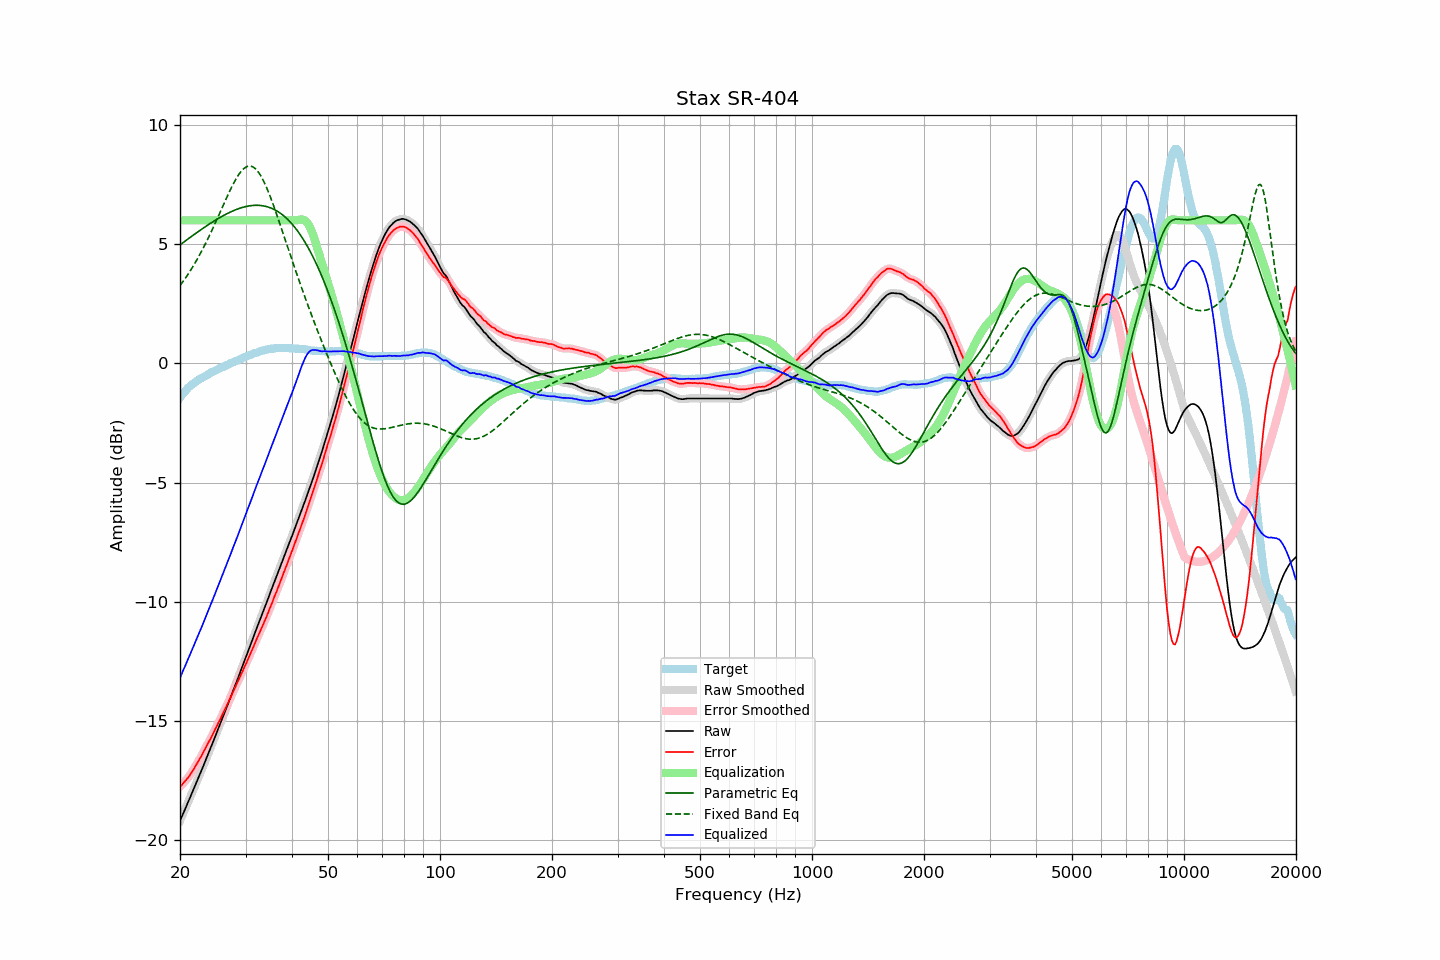 Stax SR-404
10
5
0
−5
−10
−15
−20
Amplitude (dBr)
Target
Raw Smoothed
Error Smoothed
Raw
Error
Equalization
Parametric Eq
Fixed Band Eq
Equalized
20 50 100 200 500 1000 2000 5000 10000 20000
Frequency (Hz)